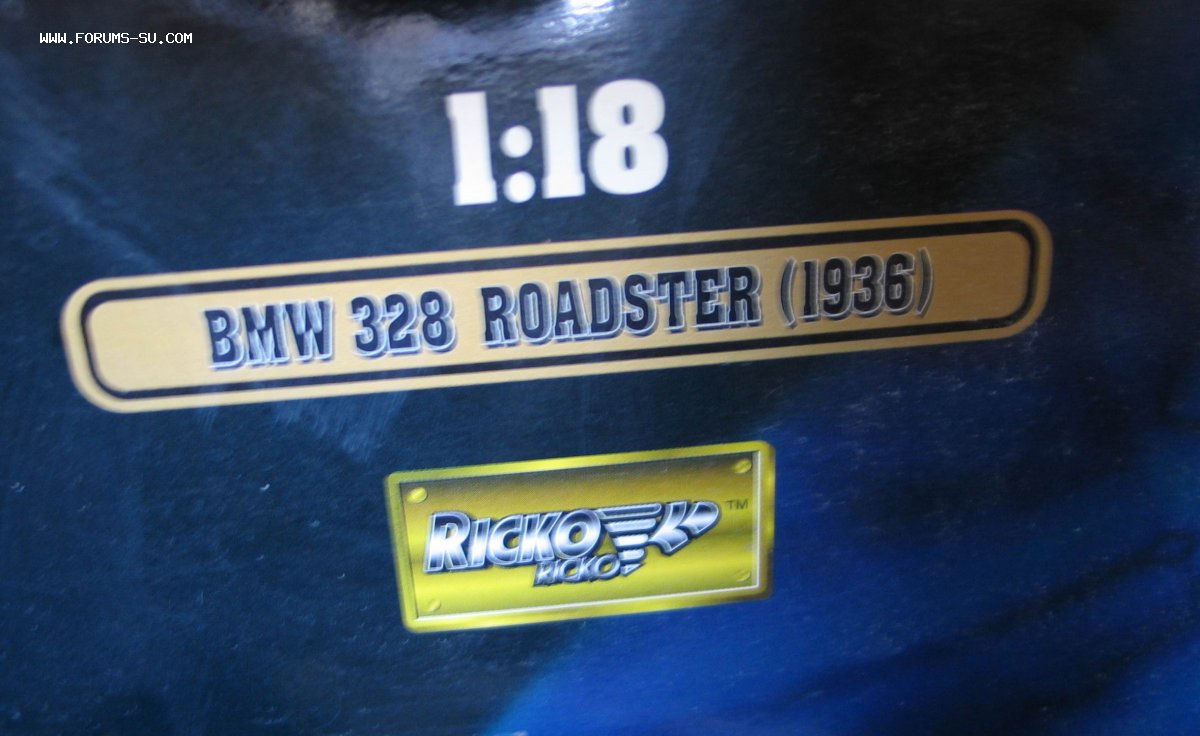 WWW.FORUMS-SU.COM
1:18
BMW 328 ROADSTER (1936)
RICKO TM
RICKO